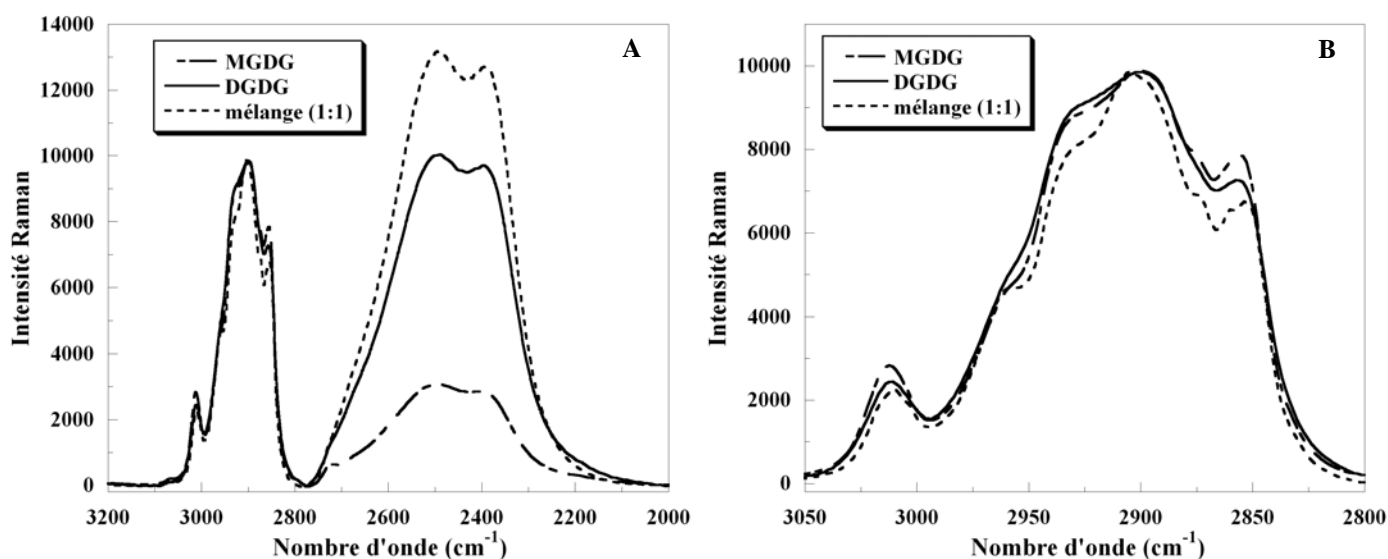 14000
12000
10000
8000
6000
4000
2000
0
3200
3000
2800
2600
2400
2200
2000
Intensité Raman
Nombre d'onde (cm⁻¹)
MGDG
DGDG
mélange (1:1)
A
10000
8000
6000
4000
2000
0
3050
3000
2950
2900
2850
2800
Intensité Raman
Nombre d'onde (cm⁻¹)
MGDG
DGDG
mélange (1:1)
B